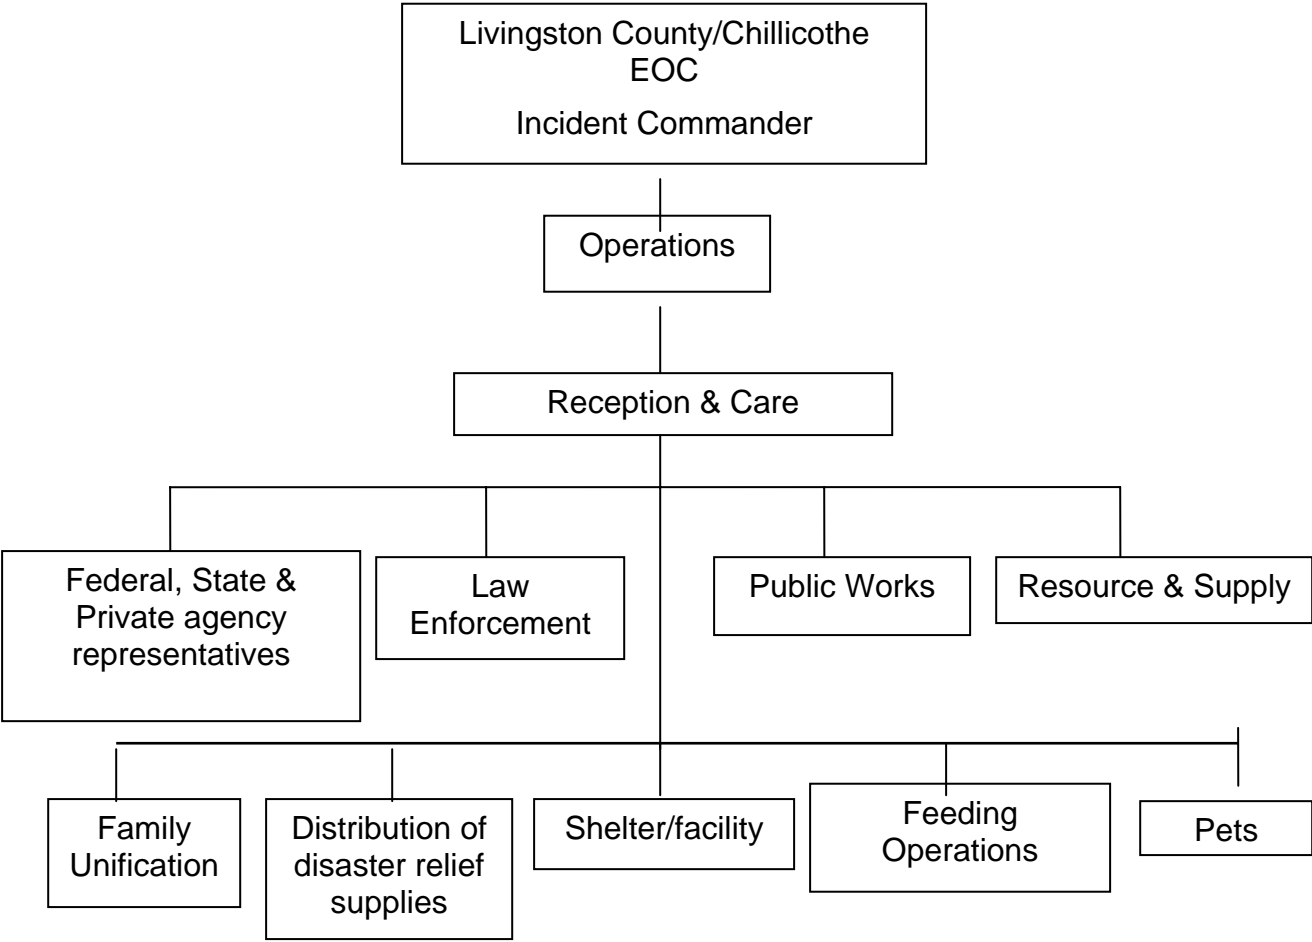 Livingston County/Chillicothe
EOC
Incident Commander
Operations
Reception & Care
Federal, State &
Private agency
representatives
Law
Enforcement
Public Works
Resource & Supply
Family
Unification
Distribution of
disaster relief
supplies
Shelter/facility
Feeding
Operations
Pets